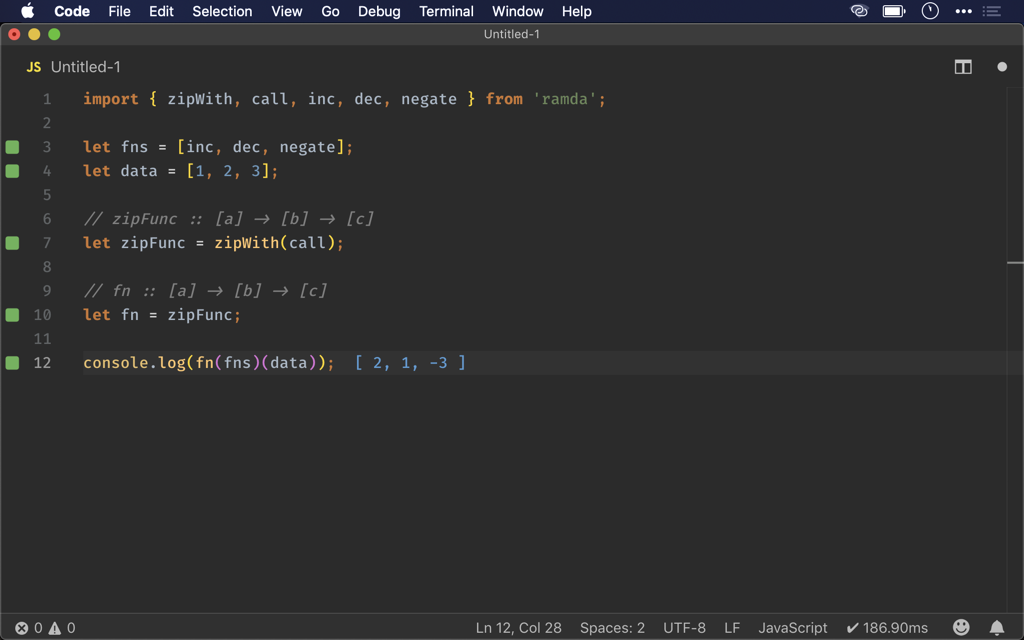 Code File Edit Selection View Go Debug Terminal Window Help
Untitled-1
JS Untitled-1
1 import { zipWith, call, inc, dec, negate } from 'ramda';
2
3 let fns = [inc, dec, negate];
4 let data = [1, 2, 3];
5
6 // zipFunc :: [a] → [b] → [c]
7 let zipFunc = zipWith(call);
8
9 // fn :: [a] → [b] → [c]
10 let fn = zipFunc;
11
12 console.log(fn(fns)(data)); [ 2, 1, -3 ]
0 0 Ln 12, Col 28 Spaces: 2 UTF-8 LF JavaScript ✔ 186.90ms